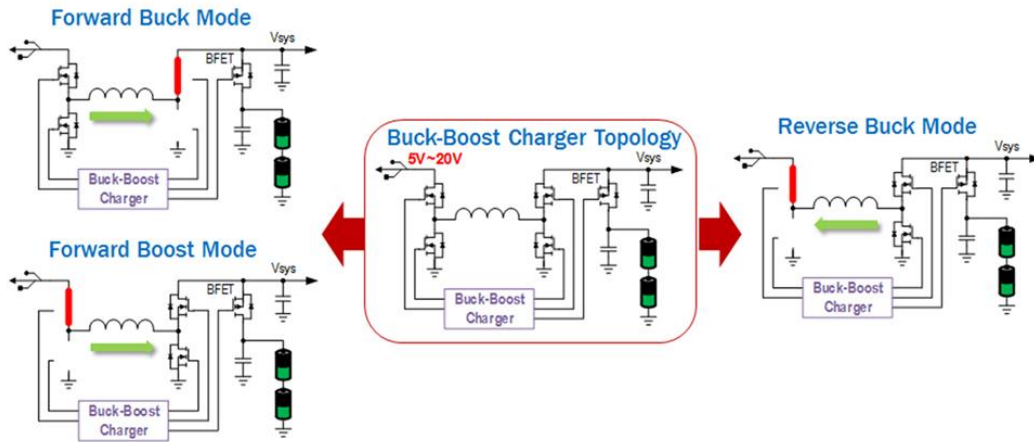 Forward Buck Mode
Vsys
BFET
Buck-Boost
Charger
Forward Boost Mode
Vsys
BFET
Buck-Boost
Charger
Buck-Boost Charger Topology
5V~20V
Vsys
BFET
Buck-Boost
Charger
Reverse Buck Mode
Vsys
BFET
Buck-Boost
Charger